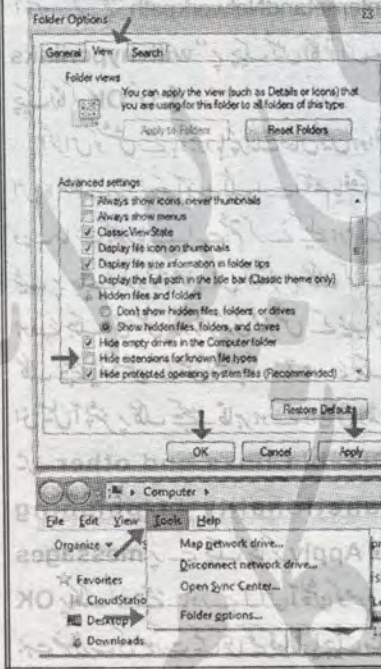 Folder Options
23
General View Search
Folder views
You can apply the view (such as Details or Icons) that
you are using for this folder to all folders of this type.
Apply to Folders Reset Folders
Advanced settings:
Always show icons, never thumbnails
Always show menus
ClassicViewState
Display file icon on thumbnails
Display file size information in folder tips
Display the full path in the title bar (Classic theme only)
Hidden files and folders
Don't show hidden files, folders, or drives
Show hidden files, folders, and drives
Hide empty drives in the Computer folder
Hide extensions for known file types
Hide protected operating system files (Recommended)
Restore Defaults
OK Cancel Apply
Computer
File Edit View Tools Help
Organize
Map network drive...
Disconnect network drive...
Open Sync Center...
Folder options...
Favorites
CloudStatio
Desktop
Downloads